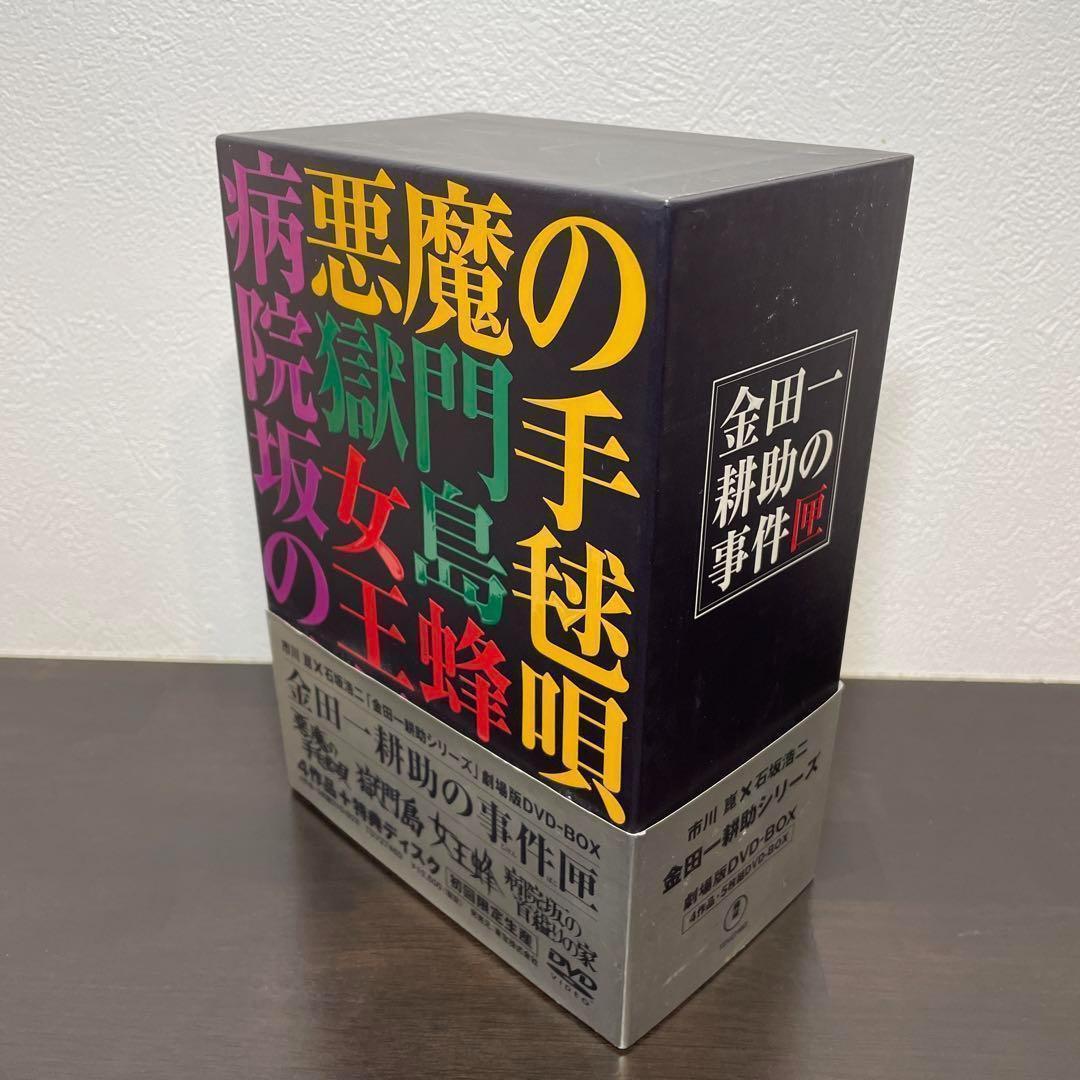 悪魔の手毬唄
獄門島
女王蜂
病院坂の
金田一
耕助の
事件匣
市川 崑×石坂浩二「金田一耕助シリーズ」劇場版DVD-BOX
金田一耕助の事件匣
悪魔の手毬唄 獄門島 女王蜂 病院坂の首縊りの家
4作品+特典ディスク 初回限定生産
DVD
VIDEO
市川 崑×石坂浩二
金田一耕助シリーズ
劇場版DVD-BOX
4作品・5枚組DVD-BOX